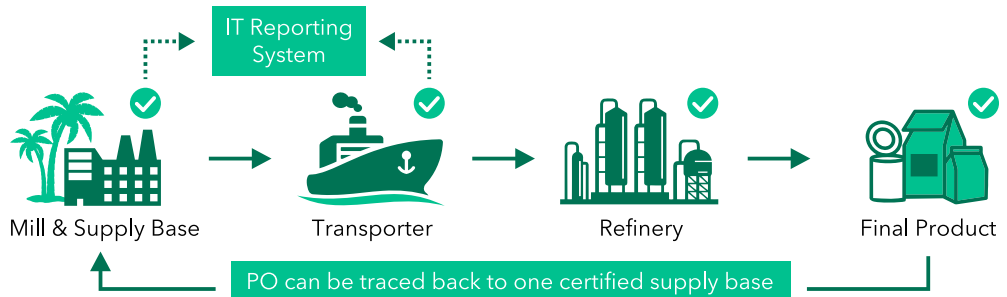 IT Reporting
System
Mill & Supply Base
Transporter
Refinery
Final Product
PO can be traced back to one certified supply base